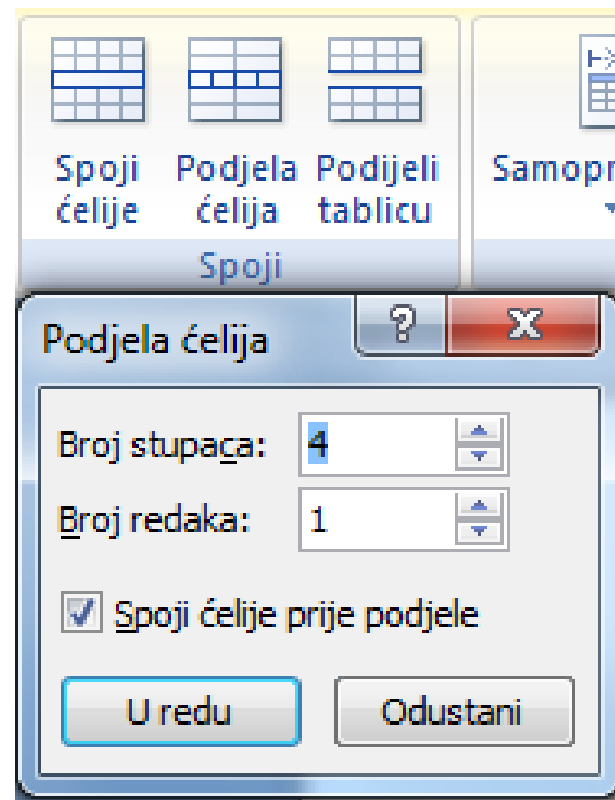 Spoji Podjela Podijeli
ćelije ćelija tablicu
Spoji
Podjela ćelija
Broj stupaca: 4
Broj redaka: 1
Spoji ćelije prije podjele
U redu Odustani